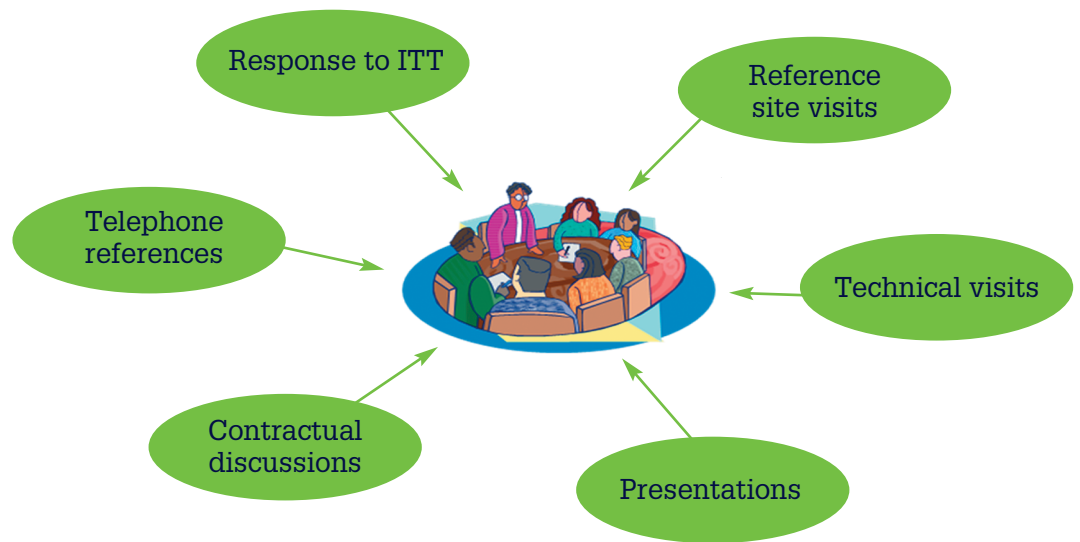 Response to ITT
Reference
site visits
Telephone
references
Technical visits
Contractual
discussions
Presentations